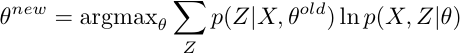 θ^{new} = argmax_θ ∑_Z p(Z|X, θ^{old}) ln p(X, Z|θ)